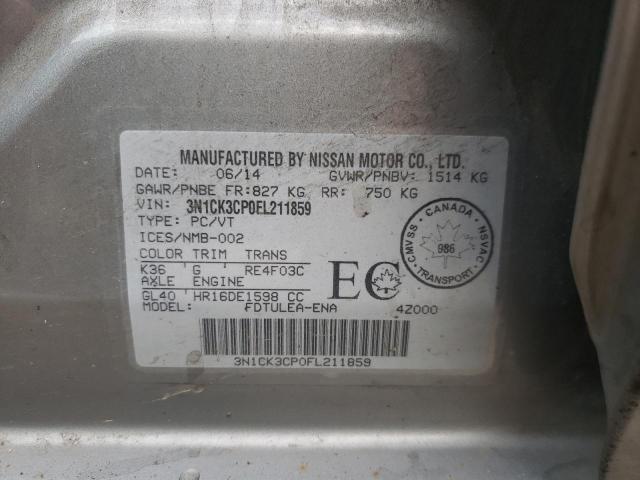 MANUFACTURED BY NISSAN MOTOR CO., LTD.
DATE: 06/14 GVWR/PNBV: 1514 KG
GAWR/PNBE FR: 827 KG, RR: 750 KG
VIN: 3N1CK3CP0FL211859
TYPE: PC/VT
ICES/NMB-002
COLOR TRIM TRANS
K36 G RE4F03C
AXLE ENGINE
GL40 HR16DE1598 CC
MODEL: FDTULEA-ENA 4Z000
EC
CANADA
CMVSS 986 NSVAC
TRANSPORT
3N1CK3CP0FL211859